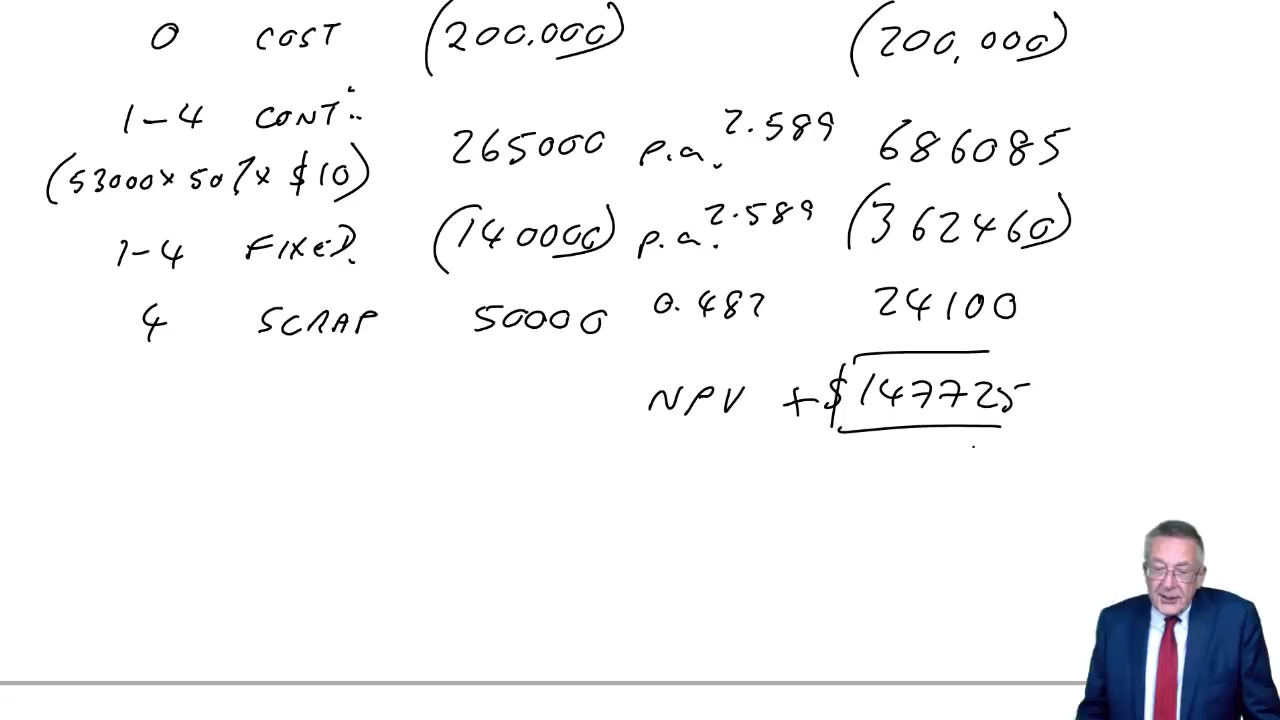 0 COST (200,000) (200,000)
1-4 CONT:.
(53000 x 50% x $10) 265000 p.a. 2.589 686085
1-4 FIXED. (140000) p.a. 2.589 (362460)
4 SCRAP 50000 0.482 24100
NPV +$147725